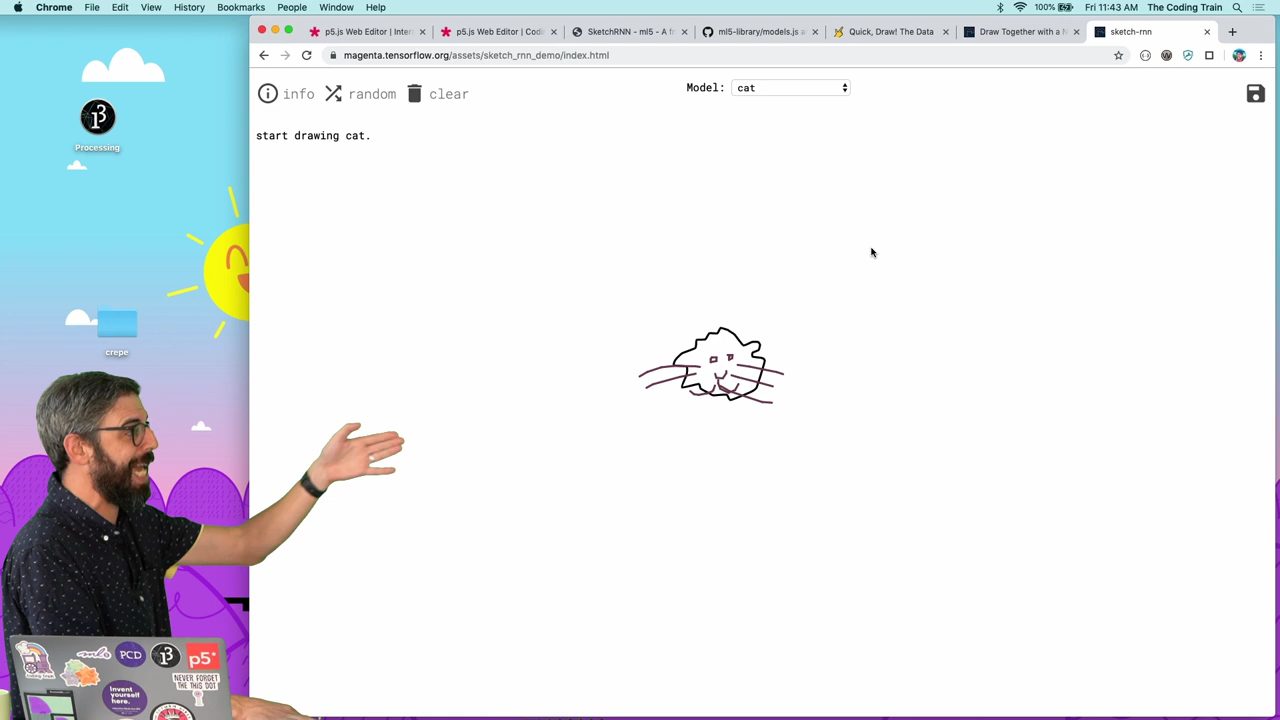 Chrome File Edit View History Bookmarks People Window Help 100% Fri 11:43 AM The Coding Train
p5.js Web Editor | Inter p5.js Web Editor | Codi SketchRNN - ml5 - A f ml5-library/models.js a Quick, Draw! The Data Draw Together with a N sketch-rnn
magenta.tensorflow.org/assets/sketch_rnn_demo/index.html
info random clear Model: cat
start drawing cat.
Processing
crepe
PCD
p5*
NEVER FORGET
THE THIS DOT
Invent
yourself
here.